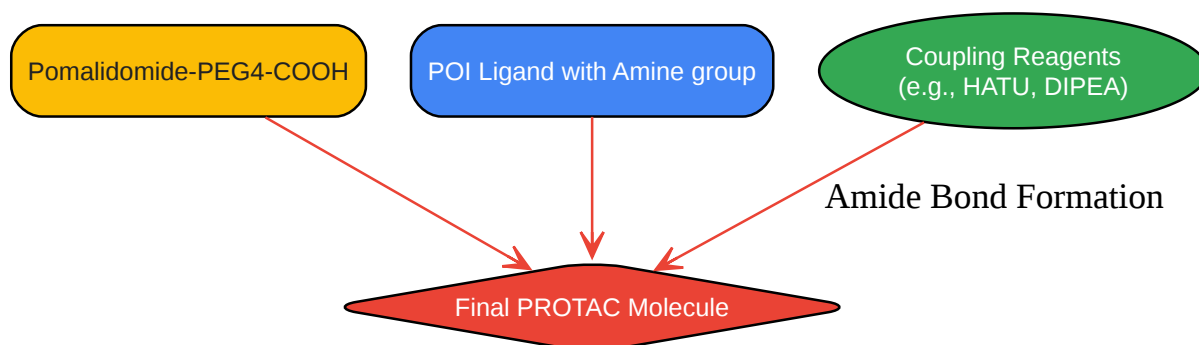 Pomalidomide-PEG4-COOH
POI Ligand with Amine group
Coupling Reagents
(e.g., HATU, DIPEA)
Amide Bond Formation
Final PROTAC Molecule